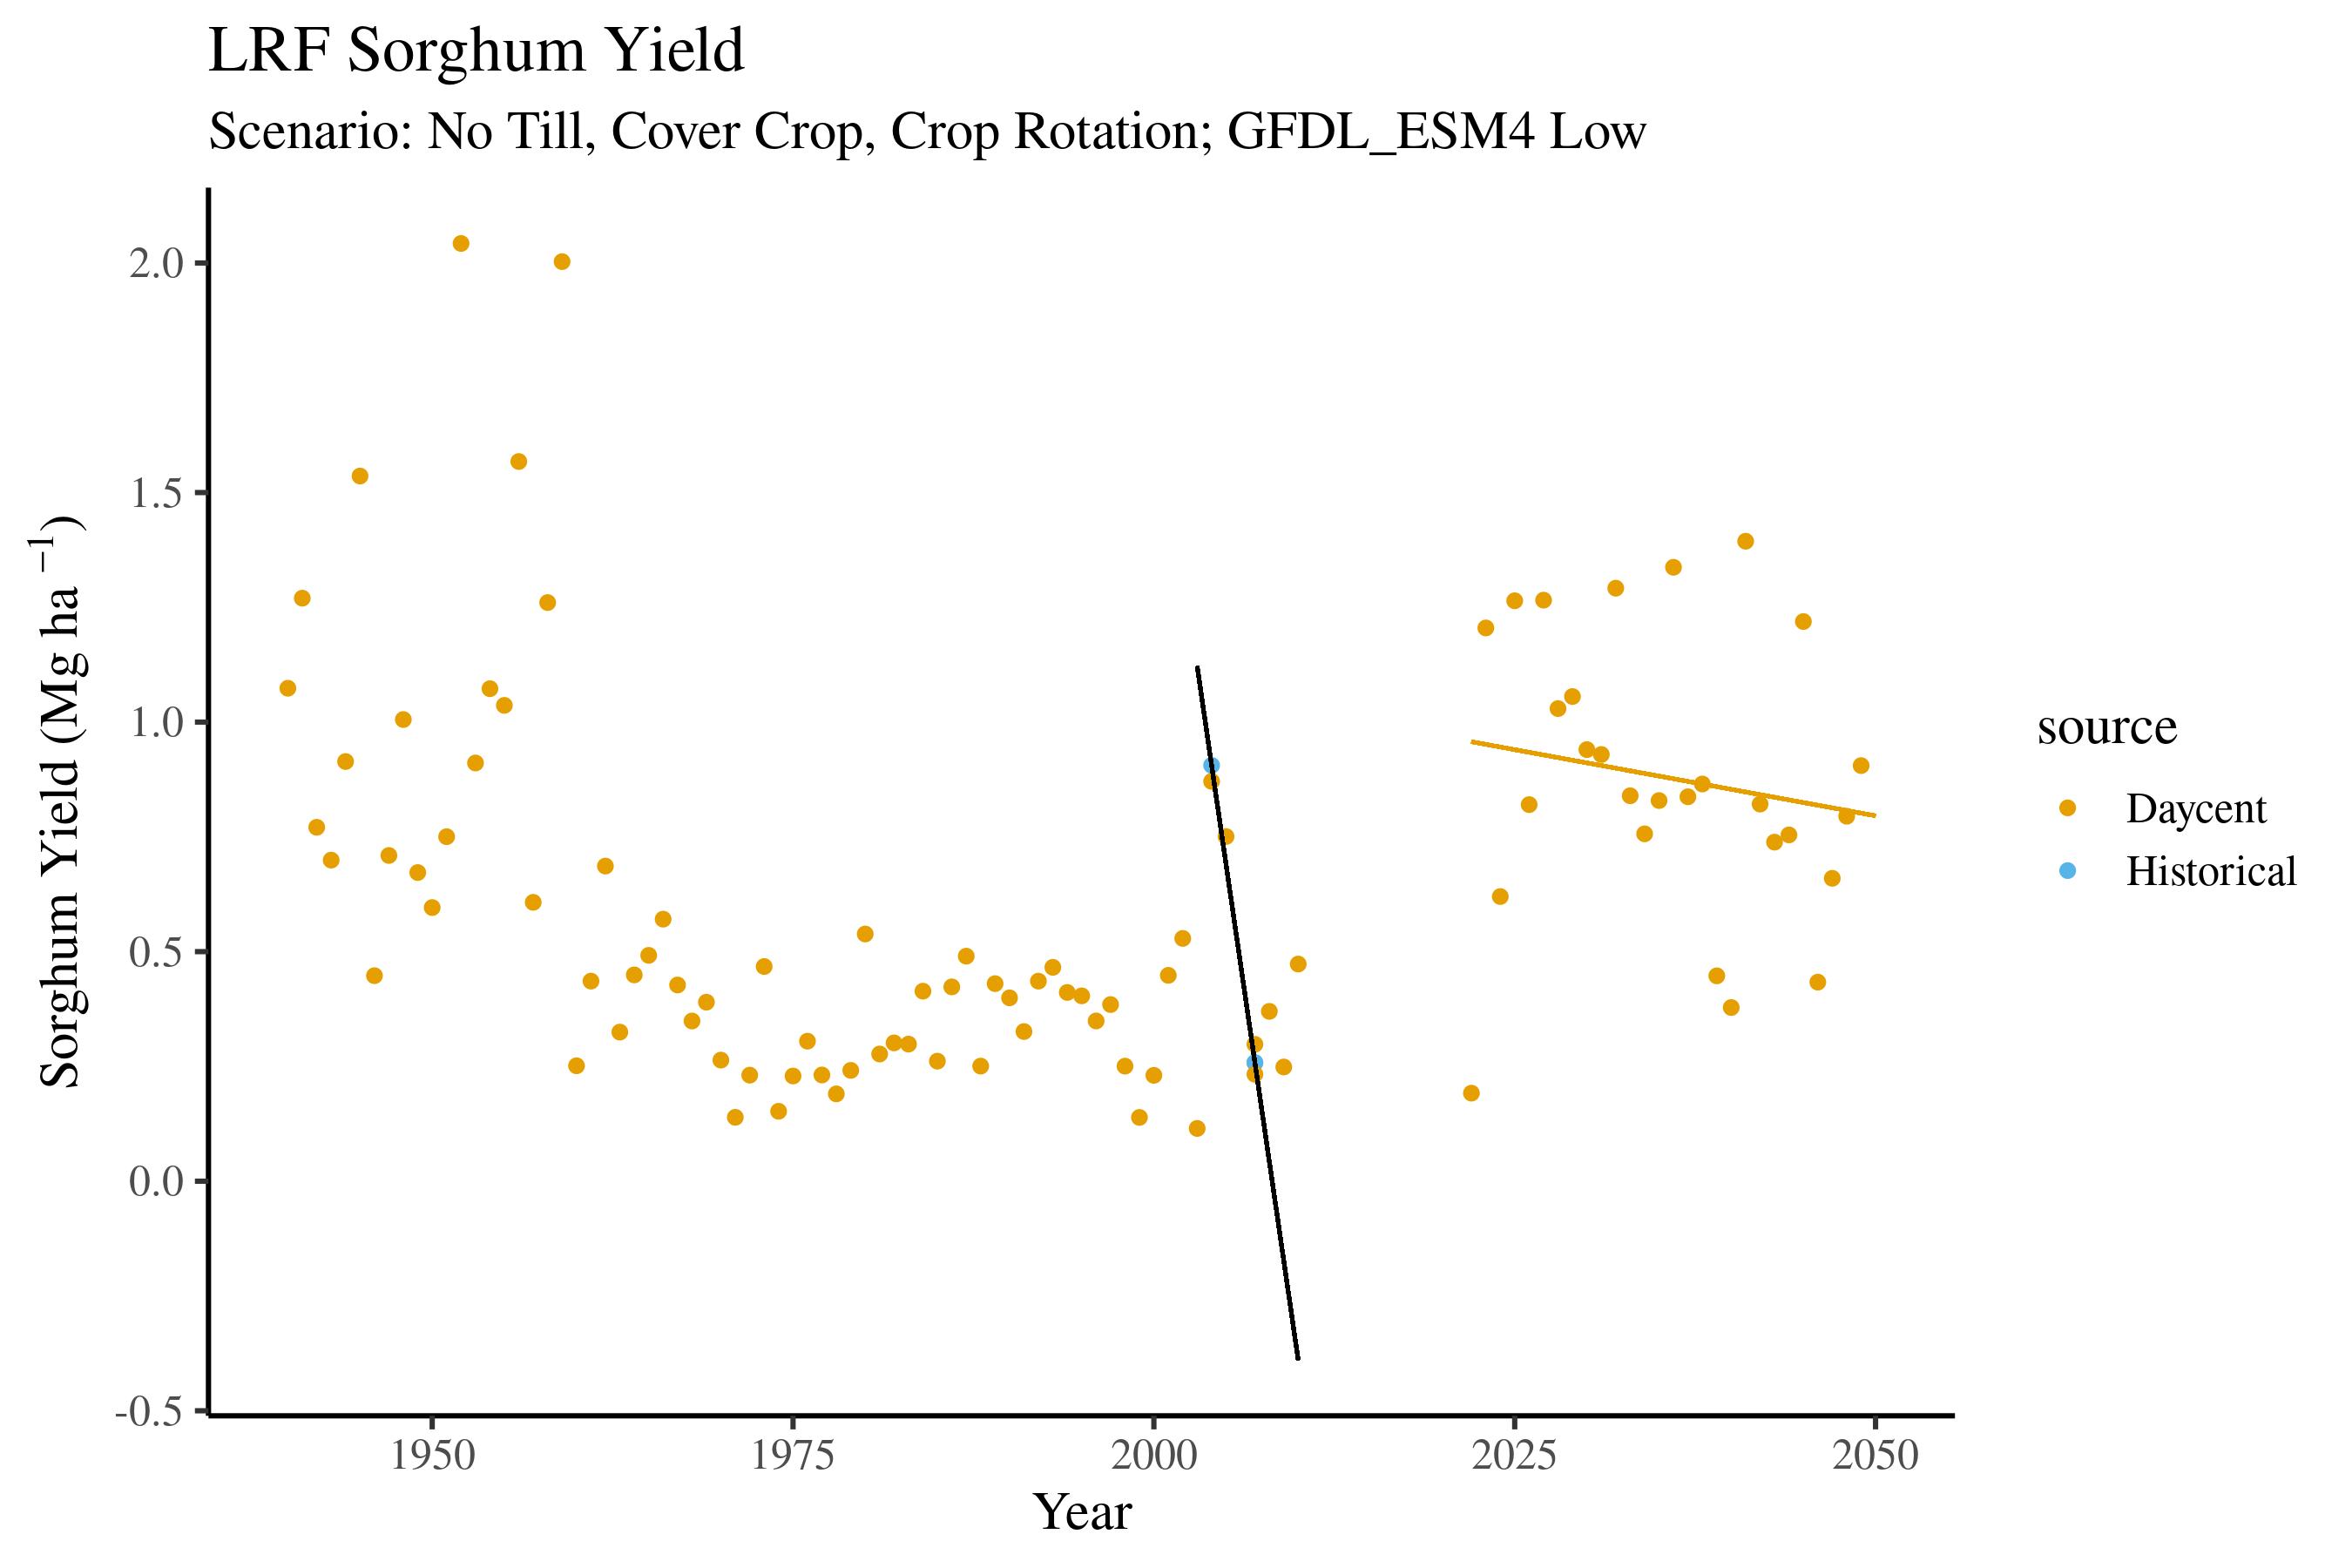 LRF Sorghum Yield
Scenario: No Till, Cover Crop, Crop Rotation; GFDL_ESM4 Low
Sorghum Yield (Mg ha −1)
2.0
1.5
1.0
0.5
0.0
-0.5
1950
1975
2000
2025
2050
Year
source
Daycent
Historical